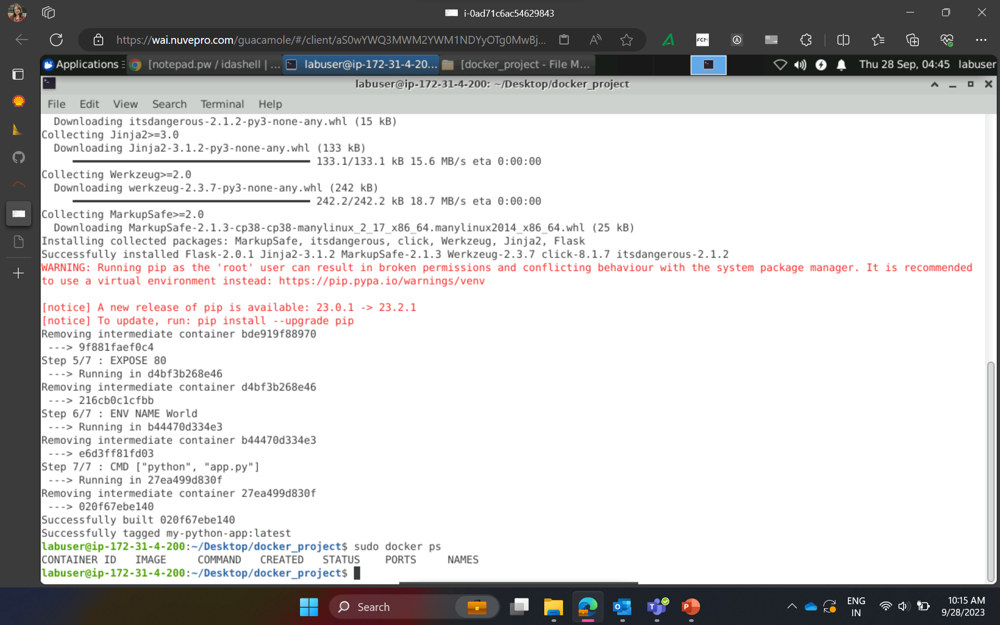 i-0ad71c6ac54629843
https://wai.nuvepro.com/guacamole/#/client/aS0wYWQ3MWM2YWM1NDYyOTg0MwBj...
FCM
Applications
[notepad.pw / idashell | ...
labuser@ip-172-31-4-20...
[docker_project - File M...
Thu 28 Sep, 04:45 labuser
labuser@ip-172-31-4-200: ~/Desktop/docker_project
File Edit View Search Terminal Help
Downloading itsdangerous-2.1.2-py3-none-any.whl (15 kB)
Collecting Jinja2>=3.0
Downloading Jinja2-3.1.2-py3-none-any.whl (133 kB)
133.1/133.1 kB 15.6 MB/s eta 0:00:00
Collecting Werkzeug>=2.0
Downloading werkzeug-2.3.7-py3-none-any.whl (242 kB)
242.2/242.2 kB 18.7 MB/s eta 0:00:00
Collecting MarkupSafe>=2.0
Downloading MarkupSafe-2.1.3-cp38-cp38-manylinux_2_17_x86_64.manylinux2014_x86_64.whl (25 kB)
Installing collected packages: MarkupSafe, itsdangerous, click, Werkzeug, Jinja2, Flask
Successfully installed Flask-2.0.1 Jinja2-3.1.2 MarkupSafe-2.1.3 Werkzeug-2.3.7 click-8.1.7 itsdangerous-2.1.2
WARNING: Running pip as the 'root' user can result in broken permissions and conflicting behaviour with the system package manager. It is recommended
to use a virtual environment instead: https://pip.pypa.io/warnings/venv
[notice] A new release of pip is available: 23.0.1 -> 23.2.1
[notice] To update, run: pip install --upgrade pip
Removing intermediate container bde919f88970
---> 9f881faef0c4
Step 5/7 : EXPOSE 80
---> Running in d4bf3b268e46
Removing intermediate container d4bf3b268e46
---> 216cb0c1cfbb
Step 6/7 : ENV NAME World
---> Running in b44470d334e3
Removing intermediate container b44470d334e3
---> e6d3ff81fd03
Step 7/7 : CMD ["python", "app.py"]
---> Running in 27ea499d830f
Removing intermediate container 27ea499d830f
---> 020f67ebe140
Successfully built 020f67ebe140
Successfully tagged my-python-app:latest
labuser@ip-172-31-4-200:~/Desktop/docker_project$ sudo docker ps
CONTAINER ID IMAGE COMMAND CREATED STATUS PORTS NAMES
labuser@ip-172-31-4-200:~/Desktop/docker_project$
Search
ENG
IN
10:15 AM
9/28/2023